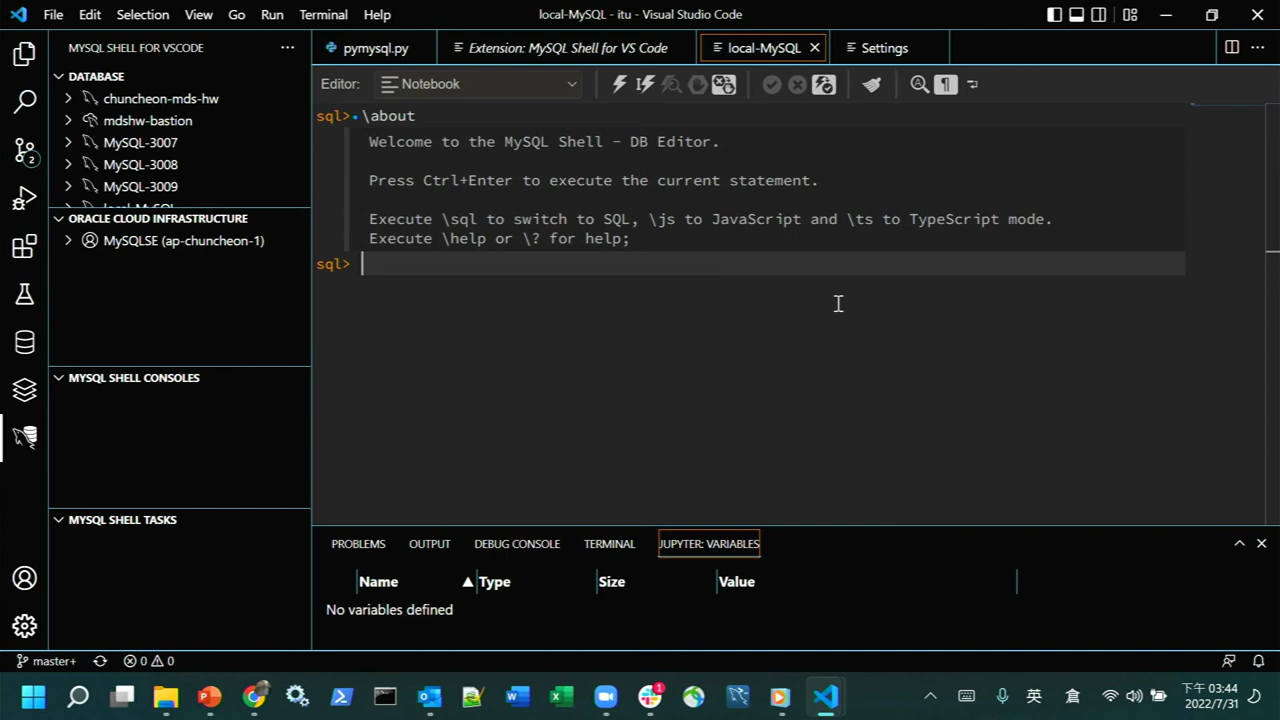 File Edit Selection View Go Run Terminal Help local-MySQL - itu - Visual Studio Code
MYSQL SHELL FOR VSCODE
DATABASE
chuncheon-mds-hw
mdshw-bastion
MySQL-3007
MySQL-3008
MySQL-3009
local-MySQL
ORACLE CLOUD INFRASTRUCTURE
MySQLSE (ap-chuncheon-1)
MYSQL SHELL CONSOLES
MYSQL SHELL TASKS
pymysql.py Extension: MySQL Shell for VS Code local-MySQL Settings
Editor: Notebook
sql> \about
Welcome to the MySQL Shell - DB Editor.
Press Ctrl+Enter to execute the current statement.
Execute \sql to switch to SQL, \js to JavaScript and \ts to TypeScript mode.
Execute \help or \? for help;
sql>
PROBLEMS OUTPUT DEBUG CONSOLE TERMINAL JUPYTER: VARIABLES
Name Type Size Value
No variables defined
master+ 0 0
英 倉 下午 03:44
2022/7/31
2
1